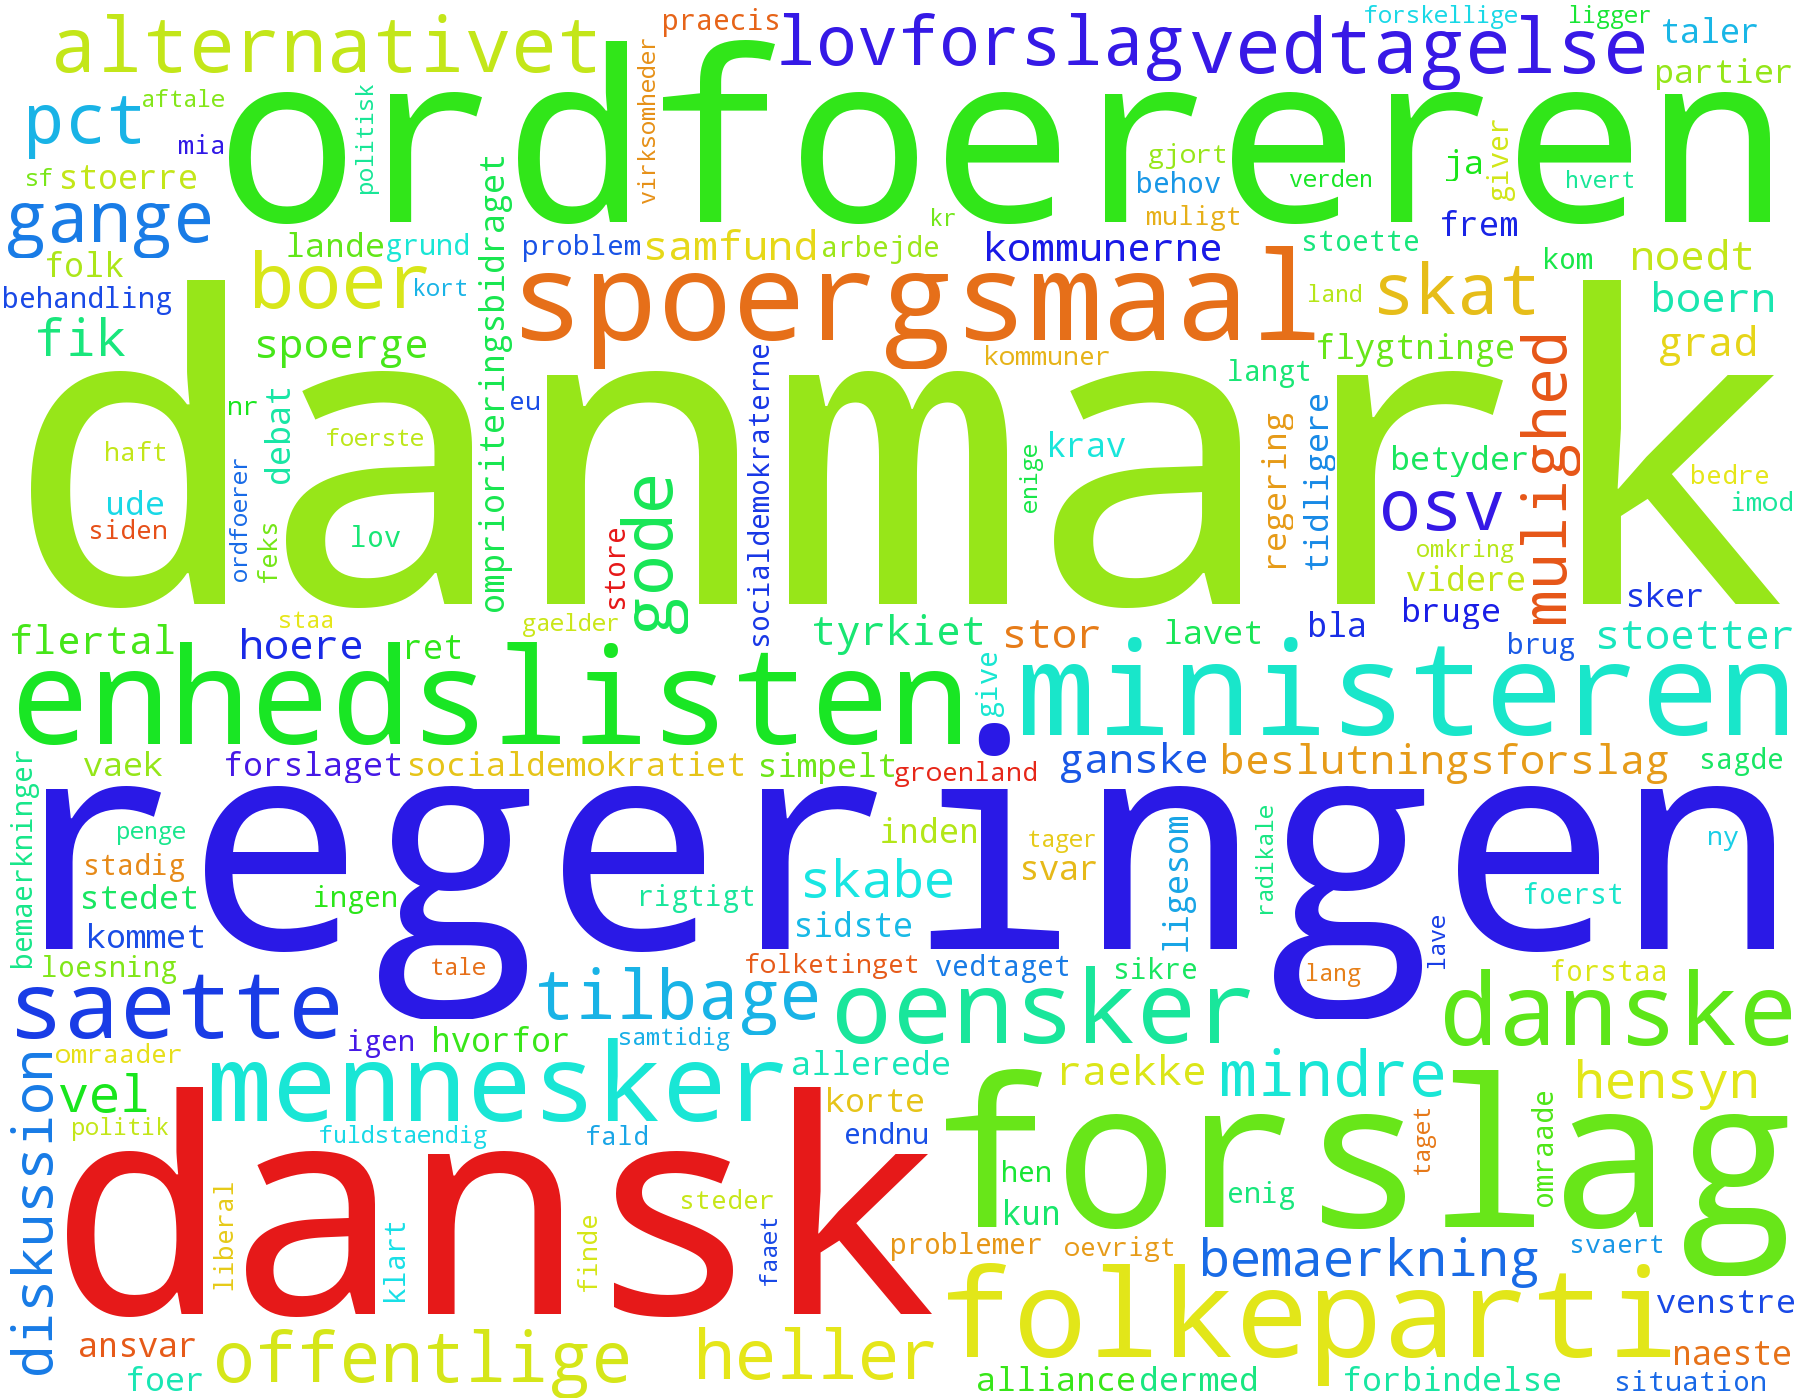 praecis
forskellige
ligger
alternativet
lovforslag
vedtagelse
taler
partier
ordfoereren
pct
aftale
politisk
virksomheder
mia
gjort
giver
ja
sf
stoerre
behov
verden
hvert
gange
omprioriteringsbidraget
kr
muligt
frem
lande
grund
problem
samfund
arbejde
kommunerne
stoette
kom
noedt
folk
boer
kort
spoergsmaal
land
skat
boern
behandling
fik
spoerge
kommuner
flygtninge
grad
danmark
langt
mulighed
nr
debat
eu
socialdemokraterne
regering
tidligere
haft
foerste
enige
krav
betyder
bedre
ude
ordfoerer
gode
osv
imod
siden
feks
lov
store
omkring
videre
sker
staa
gaelder
bla
bruge
flertal
hoere
ret
tyrkiet
stor
lavet
brug
stoetter
enhedslisten
.
give
ministeren
bemaerkninger
vaek
forslaget
socialdemokratiet
simpelt
groenland
ganske
beslutningsforslag
sagde
regeringen
penge
inden
tager
ligesom
radikale
ny
stadig
svar
stedet
ingen
rigtigt
skabe
foerst
kommet
sidste
lave
loesning
tale
folketinget
vedtaget
sikre
lang
forstaa
saette
tilbage
oensker
danske
igen
hvorfor
samtidig
omraader
mennesker
allerede
raekke
mindre
hensyn
diskussion
vel
korte
politik
fuldstaendig
fald
endnu
taget
omraade
dansk
forslag
hen
enig
liberal
klart
finde
steder
faaet
kun
problemer
oevrigt
bemaerkning
svaert
folkeparti
venstre
ansvar
offentlige
heller
naeste
foer
alliance
dermed
forbindelse
situation